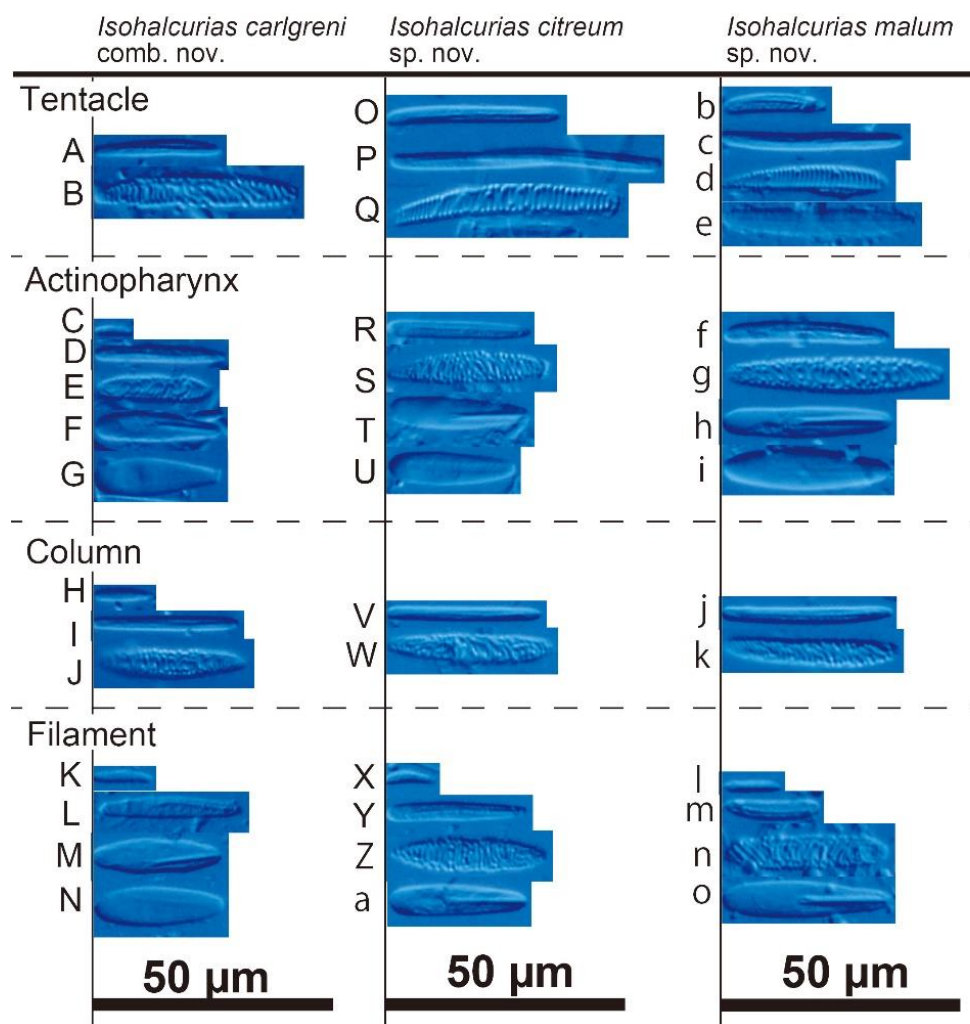 Isohalcurias carlgreni
comb. nov.
Isohalcurias citreum
sp. nov.
Isohalcurias malum
sp. nov.
Tentacle
A
B
O
P
Q
b
c
d
e
Actinopharynx
C
D
E
F
G
R
S
T
U
f
g
h
i
Column
H
I
J
V
W
j
k
Filament
K
L
M
N
X
Y
Z
a
l
m
n
o
50 µm
50 µm
50 µm